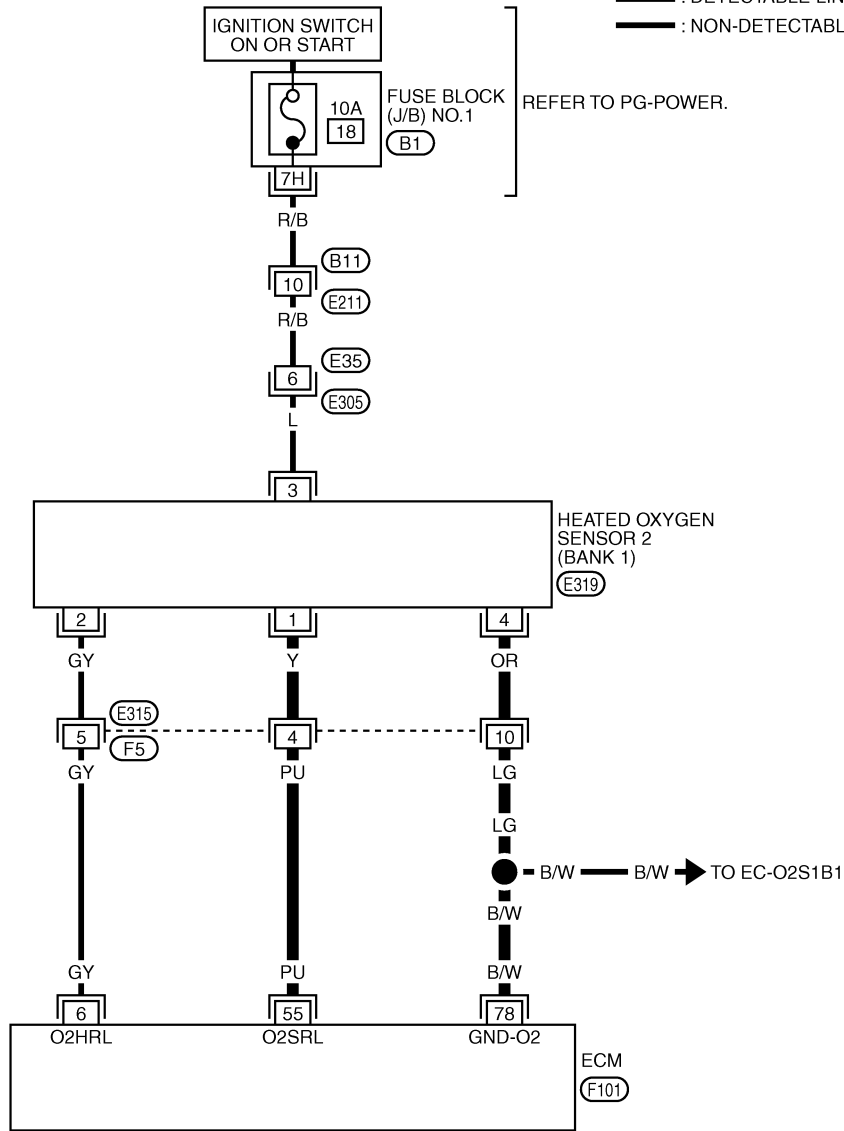 : DETECTABLE LIN
: NON-DETECTABL
IGNITION SWITCH
ON OR START
FUSE BLOCK
(J/B) NO.1
B1
10A
18
REFER TO PG-POWER.
7H
R/B
B11
10
E211
R/B
E35
6
E305
L
3
HEATED OXYGEN
SENSOR 2
(BANK 1)
E319
2 1 4
GY Y OR
E315
5 4 10
F5
GY PU LG
LG
B/W B/W TO EC-O2S1B1
B/W
GY PU B/W
6 55 78
O2HRL O2SRL GND-O2
ECM
F101